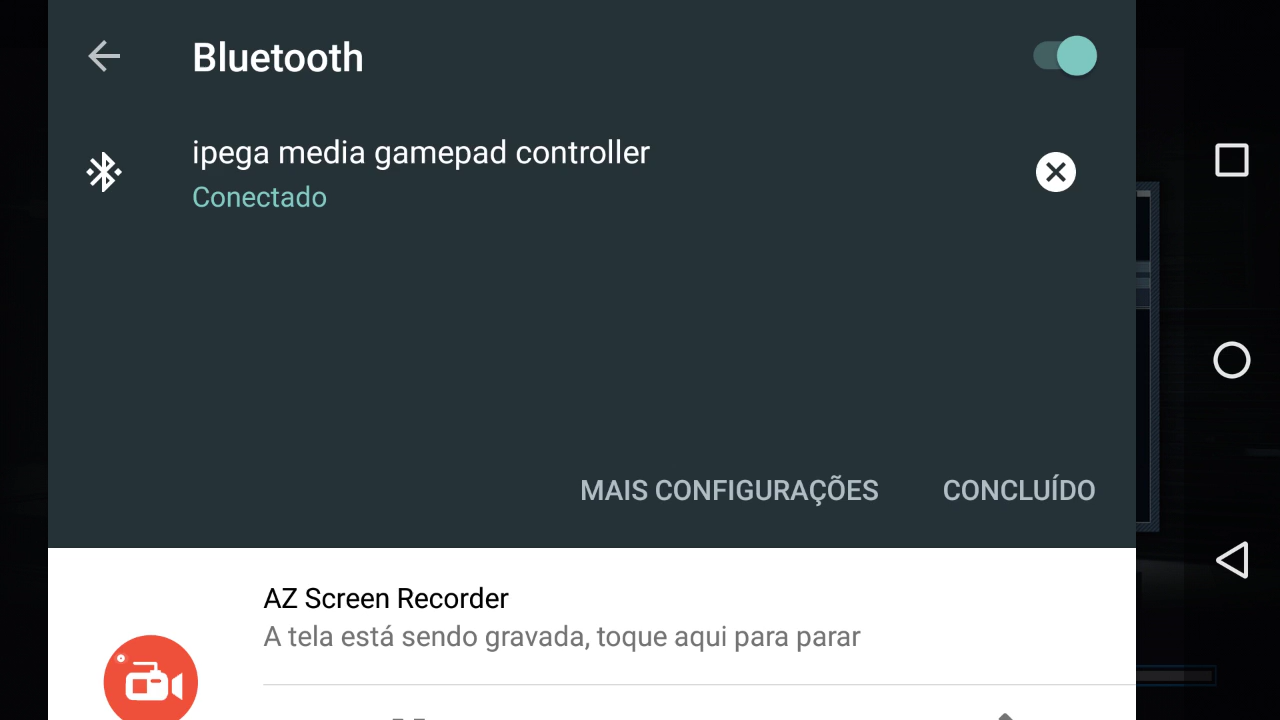 Bluetooth
ipega media gamepad controller
Conectado
MAIS CONFIGURAÇÕES CONCLUÍDO
AZ Screen Recorder
A tela está sendo gravada, toque aqui para parar